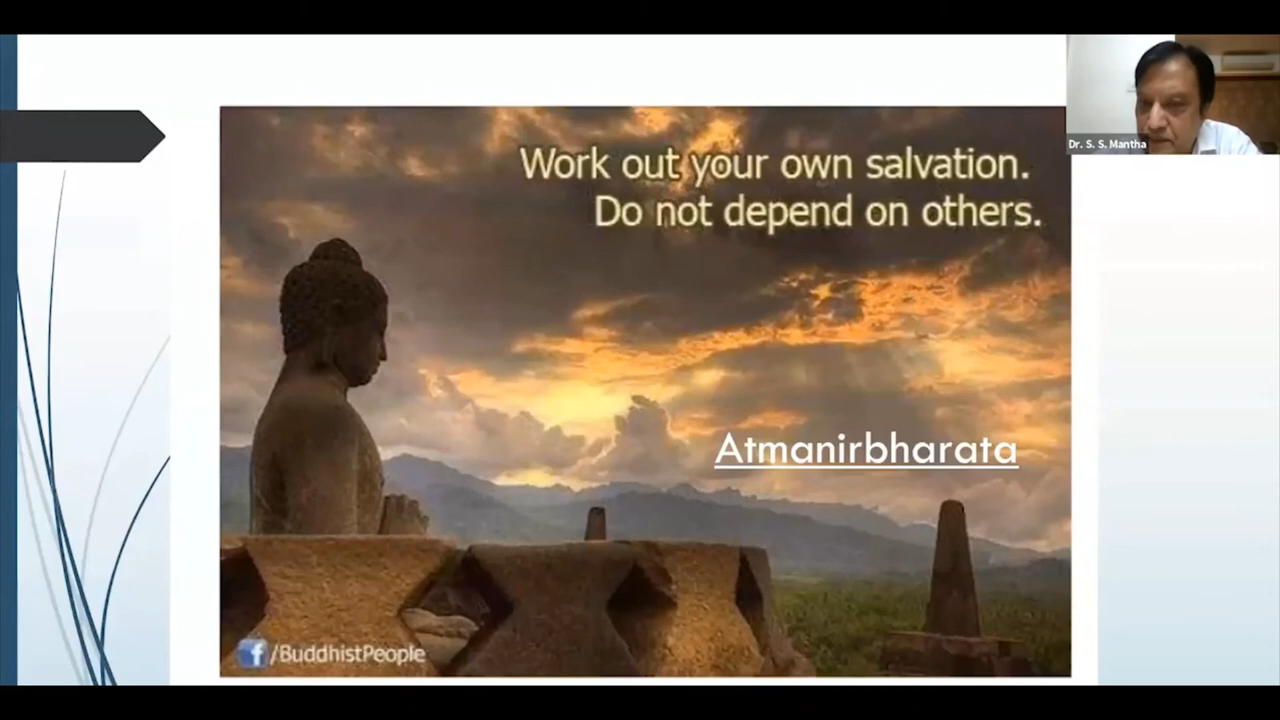 Work out your own salvation.
Do not depend on others.
Atmanirbharata
/BuddhistPeople
Dr. S. S. Mantha